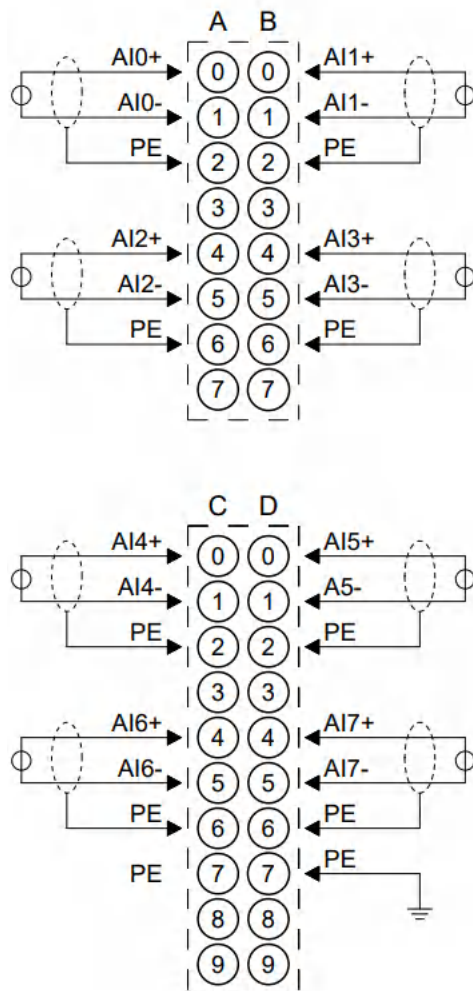 A B
AI0+ 0 0 AI1+
AI0- 1 1 AI1-
PE 2 2 PE
3 3
AI2+ 4 4 AI3+
AI2- 5 5 AI3-
PE 6 6 PE
7 7
C D
AI4+ 0 0 AI5+
AI4- 1 1 A5-
PE 2 2 PE
3 3
AI6+ 4 4 AI7+
AI6- 5 5 AI7-
PE 6 6 PE
PE 7 7 PE
8 8
9 9